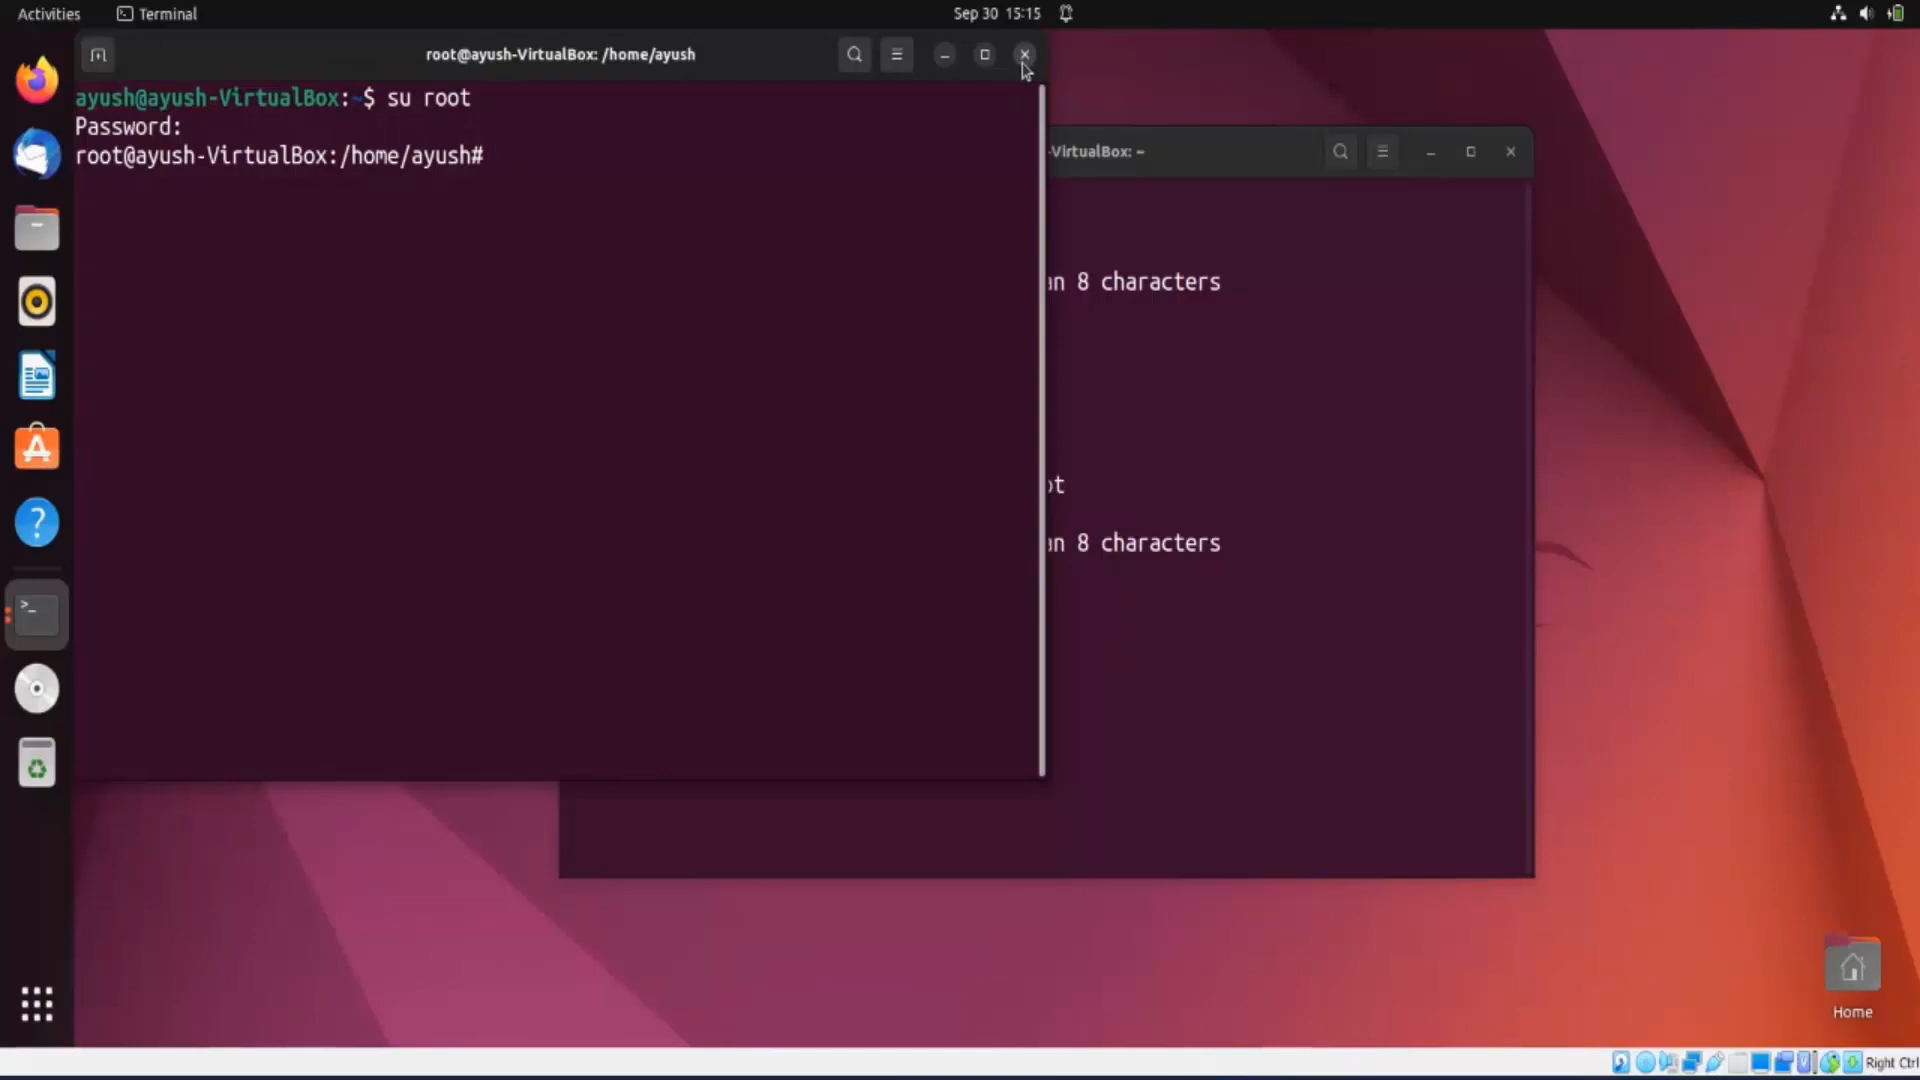 Activities
Terminal
Sep 30 15:15
root@ayush-VirtualBox: /home/ayush
ayush@ayush-VirtualBox:~$ su root
Password:
root@ayush-VirtualBox:/home/ayush#
-VirtualBox: ~
8 characters
8 characters
Home
Right Ctrl